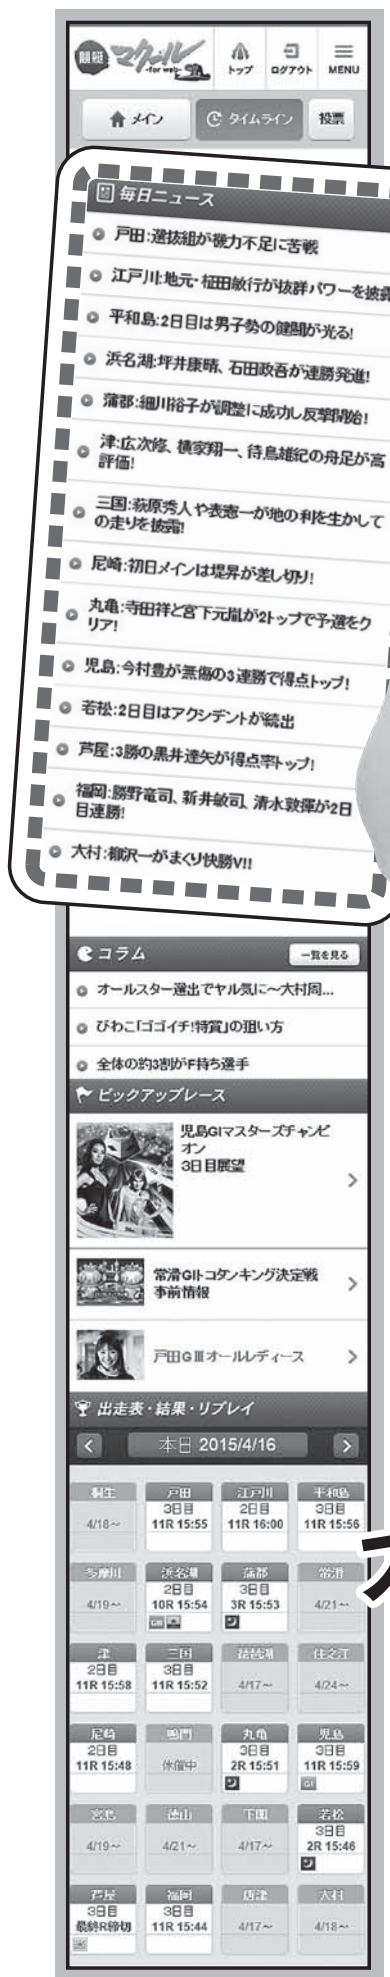 競艇 マクール
-for web-
トップ
ログアウト
MENU
メイン
タイムライン
投票
毎日ニュース
戸田:選抜組が機力不足に苦戦
江戸川:地元・柾田敏行が抜群パワーを披露
平和島:2日目は男子勢の健闘が光る!
浜名湖:坪井康晴、石田政吾が連勝発進!
蒲郡:細川裕子が調整に成功し反撃開始!
津:広次修、横家翔一、待鳥雄紀の舟足が高
評価!
三国:萩原秀人や表憲一が地の利を生かして
の走りを披露!
尼崎:初日メインは堤昇が差し切り!
丸亀:寺田祥と宮下元胤が2トップで予選をク
リア!
児島:今村豊が無傷の3連勝で得点トップ!
若松:2日目はアクシデントが続出
芦屋:3勝の黒井達矢が得点率トップ!
福岡:勝野竜司、新井敏司、清水敦揮が2日
目連勝!
大村:柳沢一がまくり快勝V!!
コラム
一覧を見る
オールスター選出でヤル気に～大村周...
びわこ「ゴゴイチ!特賞」の狙い方
全体の約3割がF持ち選手
ピックアップレース
児島GIマスターズチャンピ
オン
3日目展望
常滑GIトコタンキング決定戦
事前情報
戸田GⅢオールレディース
出走表・結果・リプレイ
本日 2015/4/16
桐生 戸田 江戸川 平和島
3日目 2日目 3日目
4/18～ 11R 15:55 11R 16:00 11R 15:56
多摩川 浜名湖 蒲郡 常滑
2日目 3日目
4/19～ 10R 15:54 3R 15:53 4/21～
津 三国 琵琶湖 住之江
2日目 3日目
11R 15:58 11R 15:52 4/17～ 4/24～
尼崎 鳴門 丸亀 児島
2日目 3日目 3日目
11R 15:48 休催中 2R 15:51 11R 15:59
GI
宮島 徳山 下関 若松
3日目
4/19～ 4/21～ 4/17～ 2R 15:46
芦屋 福岡 唐津 大村
3日目 3日目
最終R締切 11R 15:44 4/17～ 4/18～